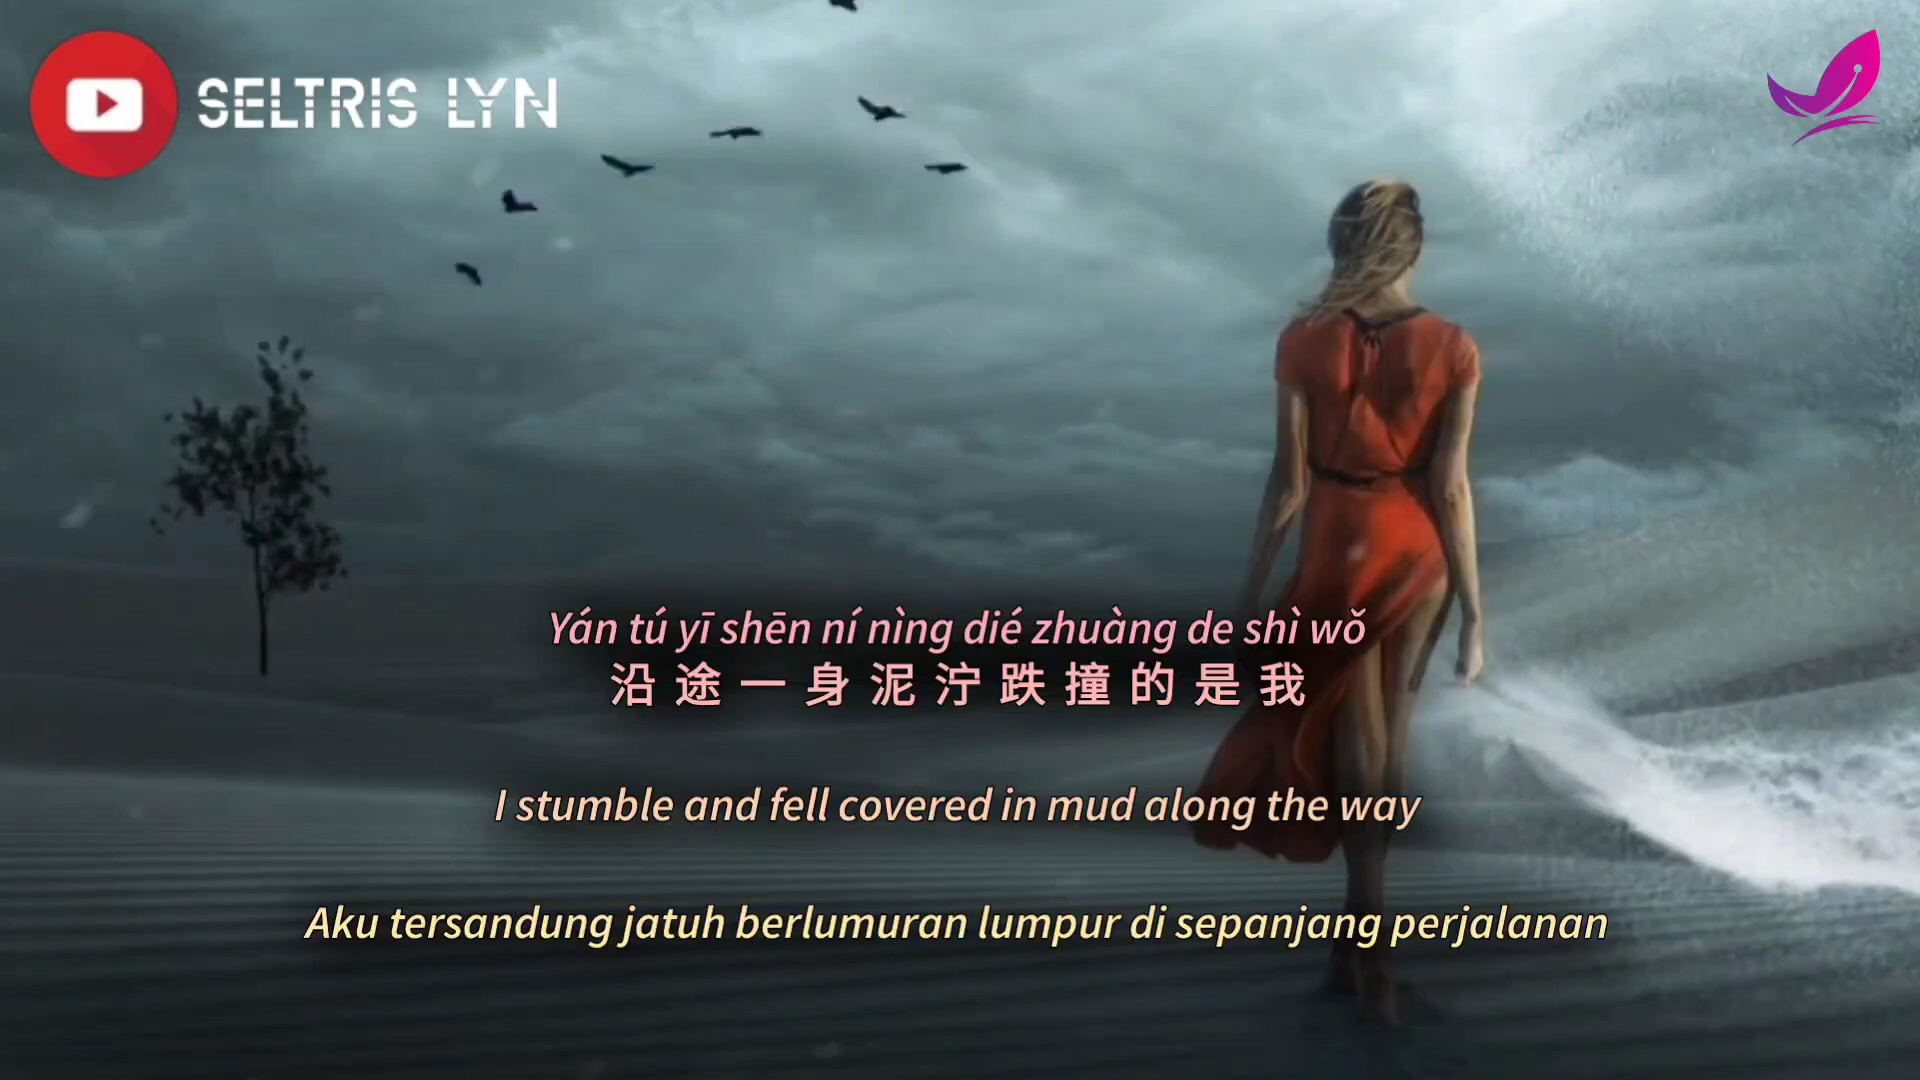 SELTRIS LYN
Yán tú yī shēn ní nìng dié zhuàng de shì wǒ
沿 途 一 身 泥 泞 跌 撞 的 是 我
I stumble and fell covered in mud along the way
Aku tersandung jatuh berlumuran lumpur di sepanjang perjalanan